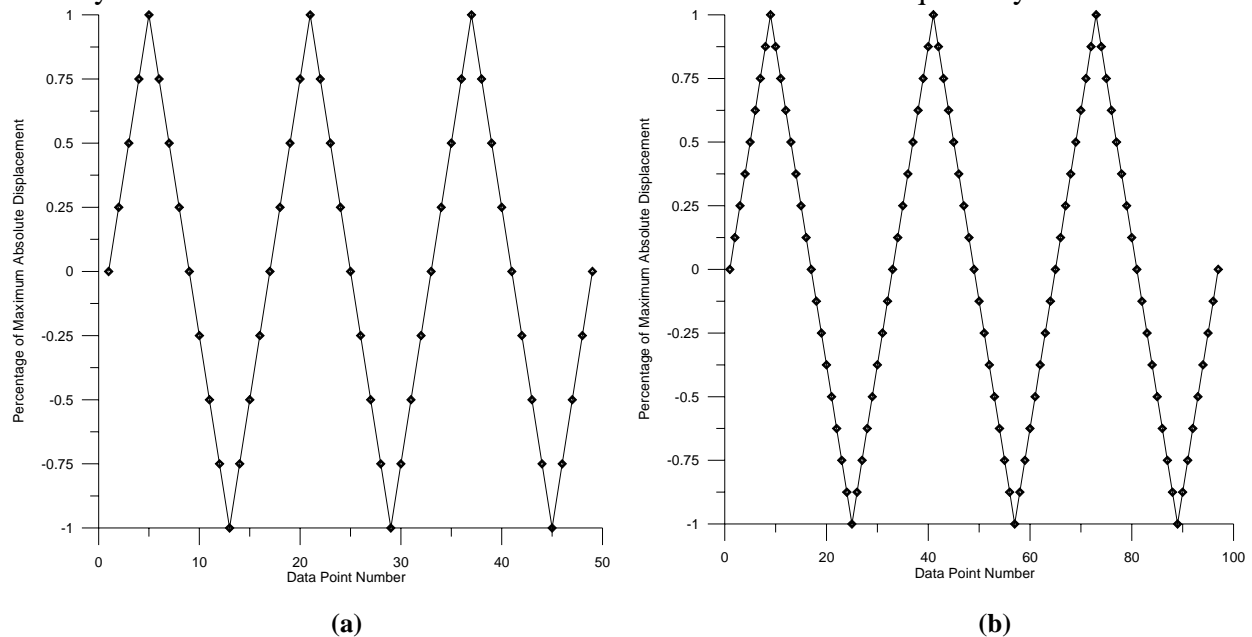 1
0.75
0.5
0.25
0
-0.25
-0.5
-0.75
-1
Percentage of Maximum Absolute Displacement
0 10 20 30 40 50
Data Point Number
(a)
1
0.75
0.5
0.25
0
-0.25
-0.5
-0.75
-1
Percentage of Maximum Absolute Displacement
0 20 40 60 80 100
Data Point Number
(b)